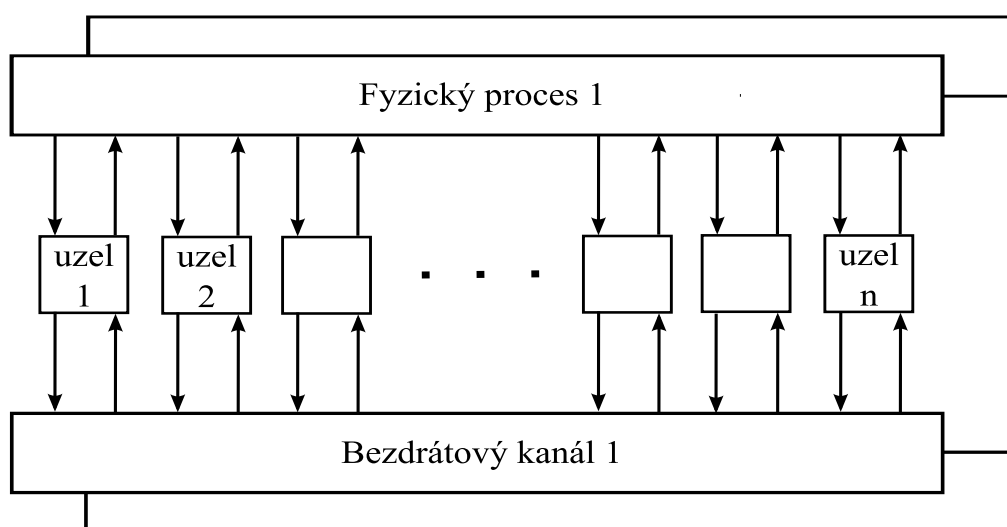 Fyzický proces 1
uzel
1
uzel
2
uzel
n
Bezdrátový kanál 1